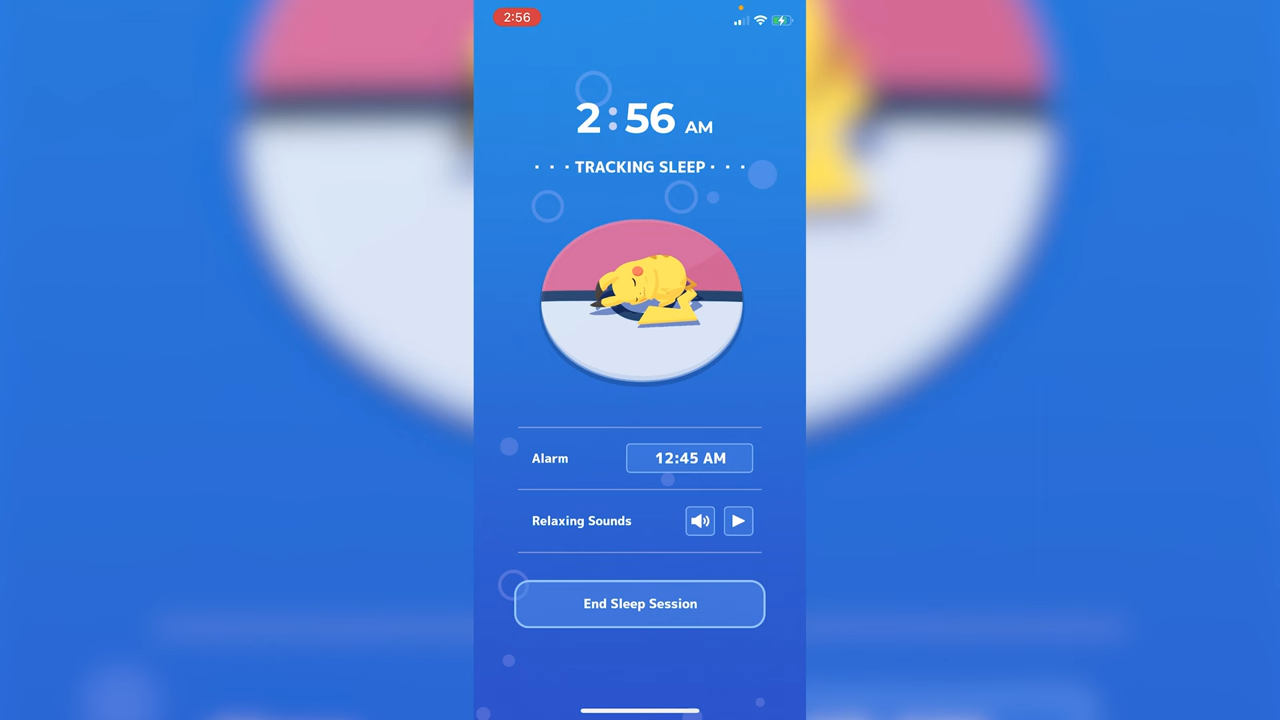 2:56
2:56 AM
· · · TRACKING SLEEP · · ·
Alarm 12:45 AM
Relaxing Sounds
End Sleep Session